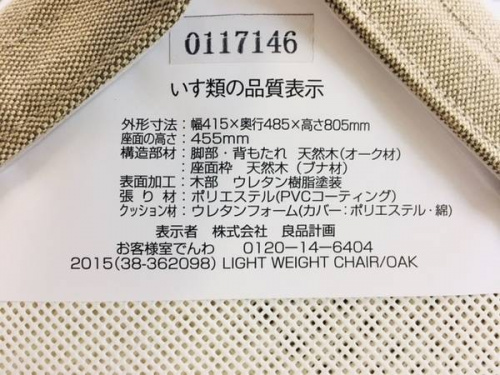 0117146
いす類の品質表示
外形寸法：幅415×奥行485×高さ805mm
座面の高さ：455mm
構造部材：脚部・背もたれ 天然木(オーク材)
：座面枠 天然木（ブナ材）
表面加工：木部 ウレタン樹脂塗装
張り材：ポリエステル(PVCコーティング)
クッション材：ウレタンフォーム(カバー：ポリエステル・綿)
表示者 株式会社 良品計画
お客様室でんわ 0120-14-6404
2015(38-362098) LIGHT WEIGHT CHAIR/OAK